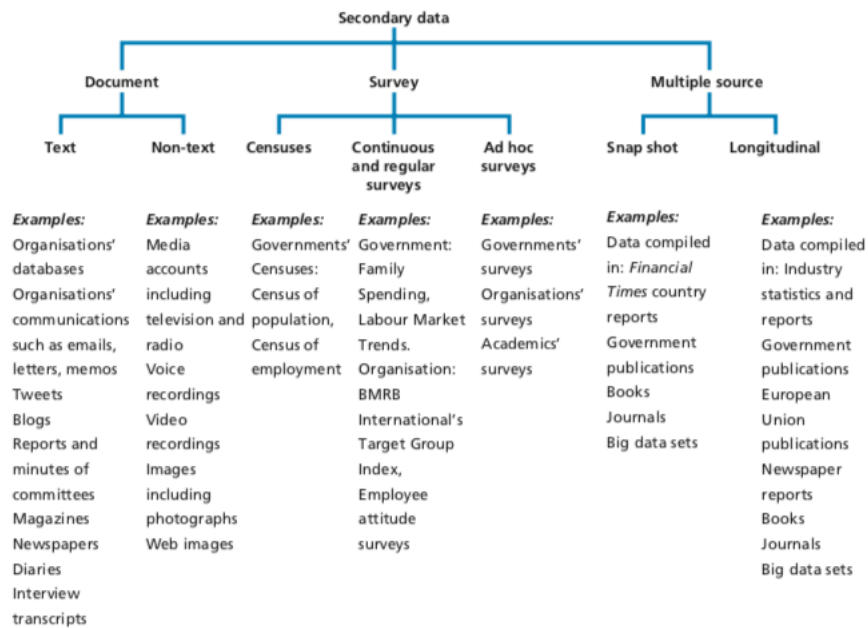 Secondary data
Document
Survey
Multiple source
Text
Non-text
Censuses
Continuous
and regular
surveys
Ad hoc
surveys
Snap shot
Longitudinal
Examples:
Organisations'
databases
Organisations'
communications
such as emails,
letters, memos
Tweets
Blogs
Reports and
minutes of
committees
Magazines
Newspapers
Diaries
Interview
transcripts
Examples:
Media
accounts
including
television and
radio
Voice
recordings
Video
recordings
Images
including
photographs
Web images
Examples:
Governments'
Censuses:
Census of
population,
Census of
employment
Examples:
Government:
Family
Spending,
Labour Market
Trends.
Organisation:
BMRB
International's
Target Group
Index,
Employee
attitude
surveys
Examples:
Governments'
surveys
Organisations'
surveys
Academics'
surveys
Examples:
Data compiled
in: Financial
Times country
reports
Government
publications
Books
Journals
Big data sets
Examples:
Data compiled
in: Industry
statistics and
reports
Government
publications
European
Union
publications
Newspaper
reports
Books
Journals
Big data sets